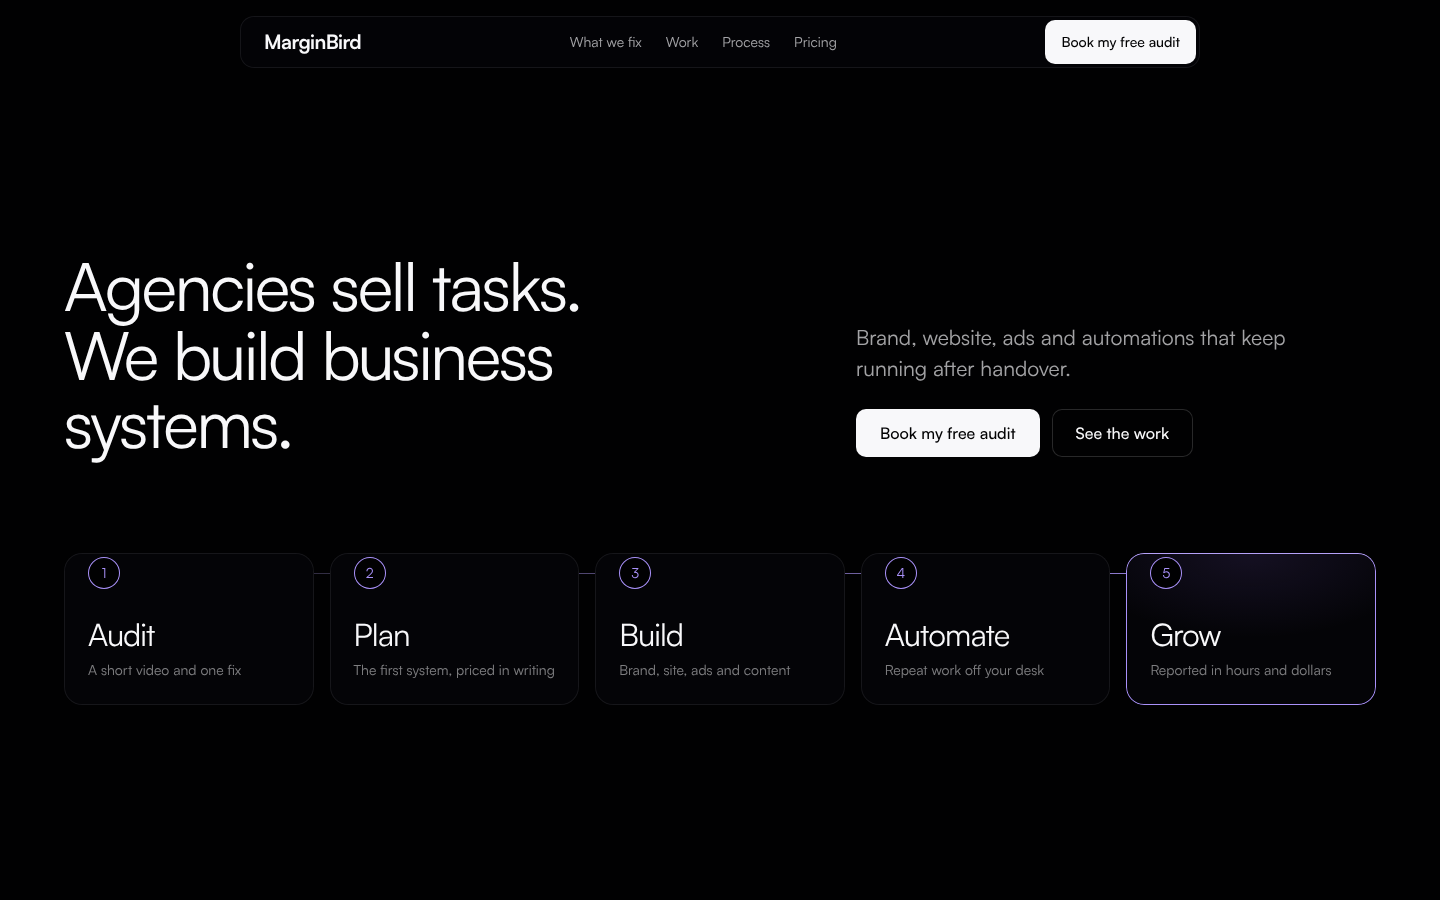 MarginBird
What we fix
Work
Process
Pricing
Book my free audit
Agencies sell tasks.
We build business
systems.
Brand, website, ads and automations that keep
running after handover.
Book my free audit
See the work
1
Audit
A short video and one fix
2
Plan
The first system, priced in writing
3
Build
Brand, site, ads and content
4
Automate
Repeat work off your desk
5
Grow
Reported in hours and dollars